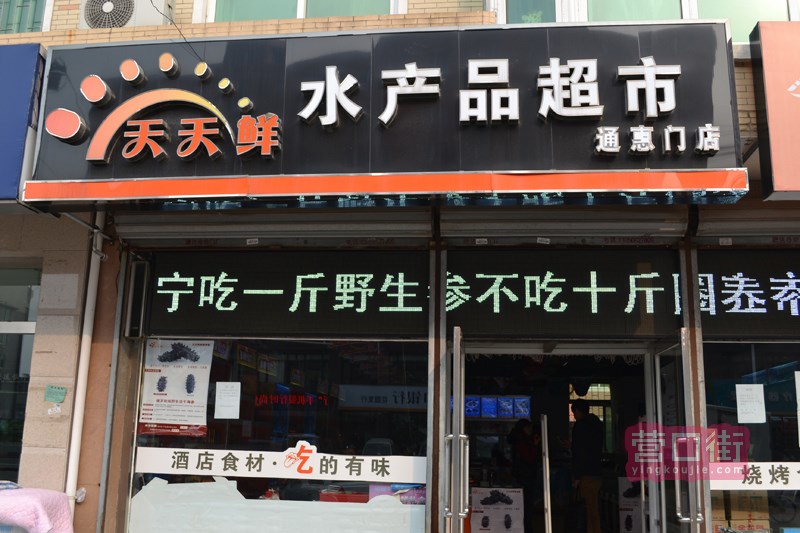 天天鲜
水产品超市
通惠门店
宁吃一斤野生参不吃十斤圈养
酒店食材·吃的有味
烧烤
营口街
yingkoujie.com